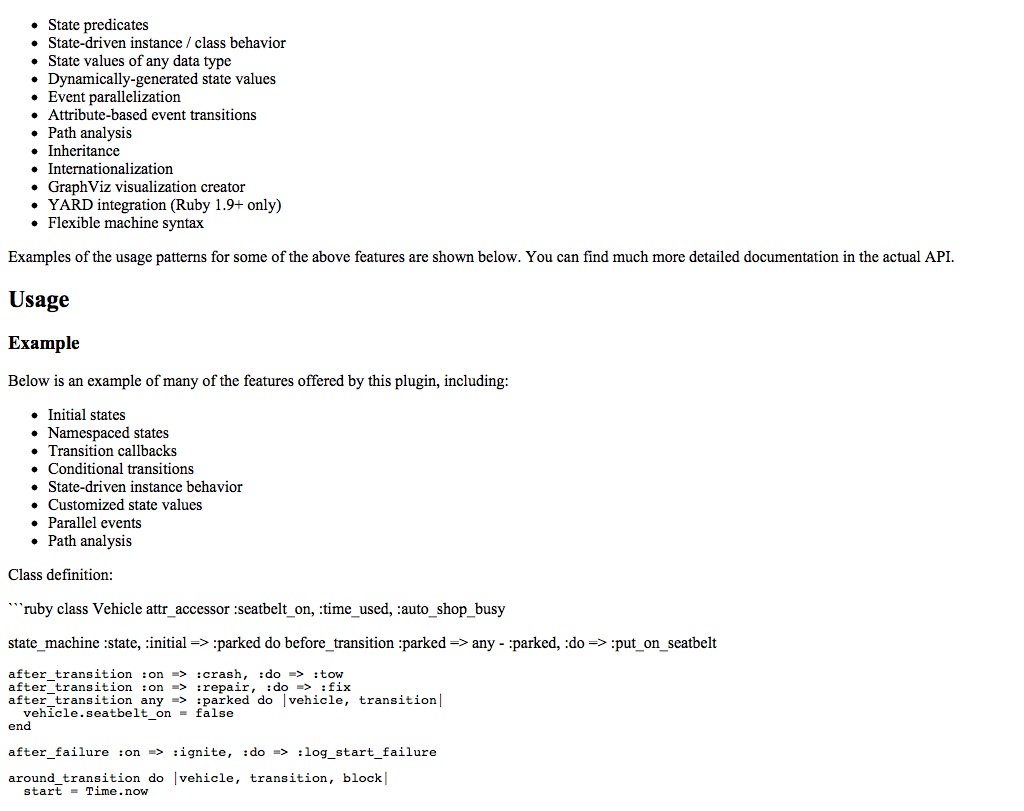 State predicates
State-driven instance / class behavior
State values of any data type
Dynamically-generated state values
Event parallelization
Attribute-based event transitions
Path analysis
Inheritance
Internationalization
GraphViz visualization creator
YARD integration (Ruby 1.9+ only)
Flexible machine syntax
Examples of the usage patterns for some of the above features are shown below. You can find much more detailed documentation in the actual API.
Usage
Example
Below is an example of many of the features offered by this plugin, including:
Initial states
Namespaced states
Transition callbacks
Conditional transitions
State-driven instance behavior
Customized state values
Parallel events
Path analysis
Class definition:
```ruby class Vehicle attr_accessor :seatbelt_on, :time_used, :auto_shop_busy
state_machine :state, :initial => :parked do before_transition :parked => any - :parked, :do => :put_on_seatbelt
after_transition :on => :crash, :do => :tow
after_transition :on => :repair, :do => :fix
after_transition any => :parked do |vehicle, transition|
  vehicle.seatbelt_on = false
end
after_failure :on => :ignite, :do => :log_start_failure
around_transition do |vehicle, transition, block|
  start = Time.now